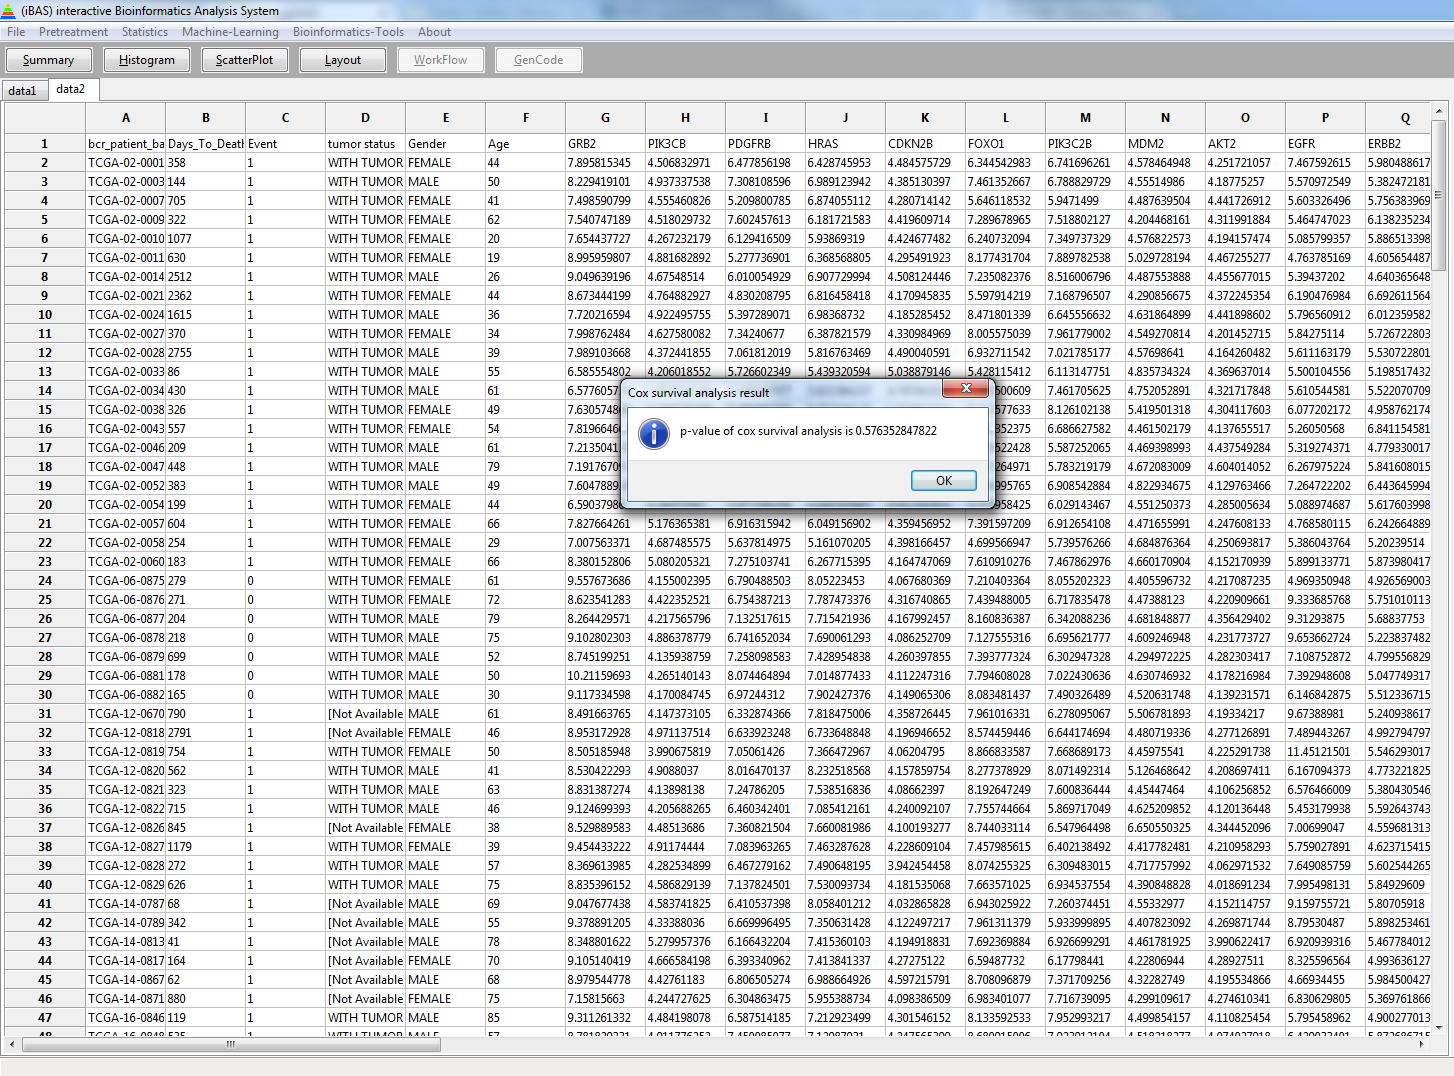 (iBAS) interactive Bioinformatics Analysis System
File Pretreatment Statistics Machine-Learning Bioinformatics-Tools About
Summary Histogram ScatterPlot Layout WorkFlow GenCode
data1 data2
A B C D E F G H I J K L M N O P Q
1 bcr_patient_ba Days_To_Death Event tumor status Gender Age GRB2 PIK3CB PDGFRB HRAS CDKN2B FOXO1 PIK3C2B MDM2 AKT2 EGFR ERBB2
2 TCGA-02-0001 358 1 WITH TUMOR FEMALE 44 7.895815345 4.506832971 6.477856198 6.428745953 4.484575729 6.344542983 6.741696261 4.578464948 4.251721057 7.467592615 5.980488617
3 TCGA-02-0003 144 1 WITH TUMOR MALE 50 8.229419101 4.937337538 7.308108596 6.989123942 4.385130397 7.461352667 6.788829729 4.55514986 4.18775257 5.570972549 5.382472181
4 TCGA-02-0007 705 1 WITH TUMOR FEMALE 41 7.498590799 4.555460826 5.209800785 6.874055112 4.280714142 5.646118532 5.9471499 4.487639504 4.441726912 5.603326496 5.756383969
5 TCGA-02-0009 322 1 WITH TUMOR FEMALE 62 7.540747189 4.518029732 7.602457613 6.181721583 4.419609714 7.289678965 7.518802127 4.204468161 4.311991884 5.464747023 6.138235234
6 TCGA-02-0010 1077 1 WITH TUMOR FEMALE 20 7.654437727 4.267232179 6.129416509 5.93869319 4.424677482 6.240732094 7.349737329 4.576822573 4.194157474 5.085799357 5.886513398
7 TCGA-02-0011 630 1 WITH TUMOR FEMALE 19 8.995959807 4.881682892 5.277736901 6.368568805 4.295491923 8.177431704 7.889782538 5.029728194 4.467255277 4.763785169 4.605654487
8 TCGA-02-0014 2512 1 WITH TUMOR MALE 26 9.049639196 4.67548514 6.010054929 6.907729994 4.508124446 7.235082376 8.516006796 4.487553888 4.455677015 5.39437202 4.640365648
9 TCGA-02-0021 2362 1 WITH TUMOR FEMALE 44 8.673444199 4.764882927 4.830208795 6.816458418 4.170945835 5.597914219 7.168796507 4.290856675 4.372245354 6.190476984 6.692611564
10 TCGA-02-0024 1615 1 WITH TUMOR MALE 36 7.720216594 4.922495755 5.397289071 6.98368732 4.185285452 8.471801339 6.645556632 4.631864899 4.441898602 5.796560912 6.012359582
11 TCGA-02-0027 370 1 WITH TUMOR FEMALE 34 7.998762484 4.627580082 7.34240677 6.387821579 4.330984969 8.005575039 7.961779002 4.549270814 4.201452715 5.84275114 5.726722803
12 TCGA-02-0028 2755 1 WITH TUMOR MALE 39 7.989103668 4.372441855 7.061812019 5.816763469 4.490040591 6.932711542 7.021785177 4.57698641 4.164260482 5.611163179 5.530722801
13 TCGA-02-0033 86 1 WITH TUMOR MALE 55 6.585554802 4.206018552 5.726602349 5.439320594 5.038879146 5.428115412 6.113147751 4.835734324 4.369637014 5.500104556 5.198517432
14 TCGA-02-0034 430 1 WITH TUMOR MALE 61 7.461705625 4.752052891 4.321717848 5.610544581 5.522070709
15 TCGA-02-0038 326 1 WITH TUMOR FEMALE 49 8.126102138 5.419501318 4.304117603 6.077202172 4.958762174
16 TCGA-02-0043 557 1 WITH TUMOR FEMALE 54 6.686627582 4.461502179 4.137655517 5.26050568 6.841154581
17 TCGA-02-0046 209 1 WITH TUMOR MALE 61 5.587252065 4.469398993 4.437549284 5.319274371 4.779330017
18 TCGA-02-0047 448 1 WITH TUMOR MALE 79 5.783219179 4.672083009 4.604014052 6.267975224 5.841608015
19 TCGA-02-0052 383 1 WITH TUMOR MALE 49 6.908542884 4.822934675 4.129763466 7.264722202 6.443645994
20 TCGA-02-0054 199 1 WITH TUMOR FEMALE 44 6.029143467 4.551250373 4.285005634 5.088974687 5.617603998
Cox survival analysis result
p-value of cox survival analysis is 0.576352847822
OK
21 TCGA-02-0057 604 1 WITH TUMOR FEMALE 66 7.827664261 5.176365381 6.916315942 6.049156902 4.359456952 7.391597209 6.912654108 4.471655991 4.247608133 4.768580115 6.242664889
22 TCGA-02-0058 254 1 WITH TUMOR FEMALE 29 7.007563371 4.687485575 5.637814975 5.161070205 4.398166457 4.699566947 5.739576266 4.684876364 4.250693817 5.386043764 5.20239514
23 TCGA-02-0060 183 1 WITH TUMOR FEMALE 66 8.380152806 5.080205321 7.275103741 6.267715395 4.164747069 7.610910276 7.467862976 4.660170904 4.152170939 5.899133771 5.873980417
24 TCGA-06-0875 279 0 WITH TUMOR FEMALE 61 9.557673686 4.155002395 6.790488503 8.05223453 4.067680369 7.210403364 8.055202323 4.405596732 4.217087235 4.969350948 4.926569003
25 TCGA-06-0876 271 0 WITH TUMOR FEMALE 72 8.623541283 4.422352521 6.754387213 7.787473376 4.316740865 7.439488005 6.717835478 4.47388123 4.220909661 9.333685768 5.751010113
26 TCGA-06-0877 204 0 WITH TUMOR MALE 79 8.264429571 4.217565796 7.132517615 7.715421936 4.167992457 8.160836387 6.342088236 4.681848877 4.356429402 9.31293875 5.68837753
27 TCGA-06-0878 218 0 WITH TUMOR MALE 75 9.102802303 4.886378779 6.741652034 7.690061293 4.086252709 7.127555316 6.695621777 4.609246948 4.231773727 9.653662724 5.223837482
28 TCGA-06-0879 699 0 WITH TUMOR MALE 52 8.745199251 4.135938759 7.258098583 7.428954838 4.260397855 7.393777324 6.302947328 4.294972225 4.282303417 7.108752872 4.799556829
29 TCGA-06-0881 178 0 WITH TUMOR MALE 50 10.21159693 4.265140143 8.074464894 7.014877433 4.112247316 7.794608028 7.022430636 4.630746932 4.178216984 7.392948608 5.047749317
30 TCGA-06-0882 165 0 WITH TUMOR MALE 30 9.117334598 4.170084745 6.97244312 7.902427376 4.149065306 8.083481437 7.490326489 4.520631748 4.139231571 6.146842875 5.512336715
31 TCGA-12-0670 790 1 [Not Available MALE 61 8.491663765 4.147373105 6.332874366 7.818475006 4.358726445 7.961016331 6.278095067 5.506781893 4.19334217 9.67388981 5.240938617
32 TCGA-12-0818 2791 1 [Not Available FEMALE 46 8.953172928 4.971137514 6.633923248 6.733648848 4.196946652 8.574459446 6.644174694 4.480719336 4.277126891 7.489443267 4.992794797
33 TCGA-12-0819 754 1 WITH TUMOR FEMALE 50 8.505185948 3.990675819 7.05061426 7.366472967 4.06204795 8.866833587 7.668689173 4.45975541 4.225291738 11.45121501 5.546293017
34 TCGA-12-0820 562 1 WITH TUMOR MALE 41 8.530422293 4.9088037 8.016470137 8.232518568 4.157859754 8.277378929 8.071492314 5.126468642 4.208697411 6.167094373 4.773221825
35 TCGA-12-0821 323 1 WITH TUMOR MALE 63 8.831387274 4.13898138 7.24786205 7.538516836 4.08662397 8.192647249 7.600836444 4.45447464 4.106256852 6.576466009 5.380430546
36 TCGA-12-0822 715 1 WITH TUMOR MALE 46 9.124699393 4.205688265 6.460342401 7.085412161 4.240092107 7.755744664 5.869717049 4.625209852 4.120136448 5.453179938 5.592643743
37 TCGA-12-0826 845 1 [Not Available FEMALE 38 8.529889583 4.48513686 7.360821504 7.660081986 4.100193277 8.744033114 6.547964498 6.650550325 4.344452096 7.00699047 4.559681313
38 TCGA-12-0827 1179 1 WITH TUMOR FEMALE 39 9.454433222 4.91174444 7.083963265 7.463287628 4.228609104 7.457985615 6.402138492 4.417782481 4.210958293 5.759027891 4.623715415
39 TCGA-12-0828 272 1 WITH TUMOR MALE 57 8.369613985 4.282534899 6.467279162 7.490648195 3.942454458 8.074255325 6.309483015 4.717757992 4.062971532 7.649085759 5.602544265
40 TCGA-12-0829 626 1 WITH TUMOR MALE 75 8.835396152 4.586829139 7.137824501 7.530093734 4.181535068 7.663571025 6.934537554 4.390848828 4.018691234 7.995498131 5.84929609
41 TCGA-14-0787 68 1 [Not Available MALE 69 9.047677438 4.583741825 6.410537398 8.058401212 4.032865828 6.943025922 7.260374451 4.55332977 4.152114757 9.159755721 5.80705918
42 TCGA-14-0789 342 1 [Not Available MALE 55 9.378891205 4.33388036 6.669996495 7.350631428 4.122497217 7.961311379 5.933999895 4.407823092 4.269871744 8.79530487 5.898253461
43 TCGA-14-0813 41 1 [Not Available MALE 78 8.348801622 5.279957376 6.166432204 7.415360103 4.194918831 7.692369884 6.926699291 4.461781925 3.990622417 6.920939316 5.467784012
44 TCGA-14-0817 164 1 [Not Available FEMALE 70 9.105140419 4.666584198 6.393340962 7.413841337 4.27275122 6.59487732 6.17798441 4.22806944 4.28927511 8.325596564 4.993636127
45 TCGA-14-0867 62 1 [Not Available MALE 68 8.979544778 4.42761183 6.806505274 6.988664926 4.597215791 8.708096879 7.371709256 4.32282749 4.195534866 4.66934455 5.984500427
46 TCGA-14-0871 880 1 [Not Available FEMALE 75 7.15815663 4.244727625 6.304863475 5.955388734 4.098386509 6.983401077 7.716739095 4.299109617 4.274610341 6.830629805 5.369761866
47 TCGA-16-0846 119 1 WITH TUMOR MALE 85 9.311261332 4.484198078 6.587514185 7.212923499 4.301546152 8.133592533 7.952993217 4.499854157 4.110825454 5.795458962 4.900277013